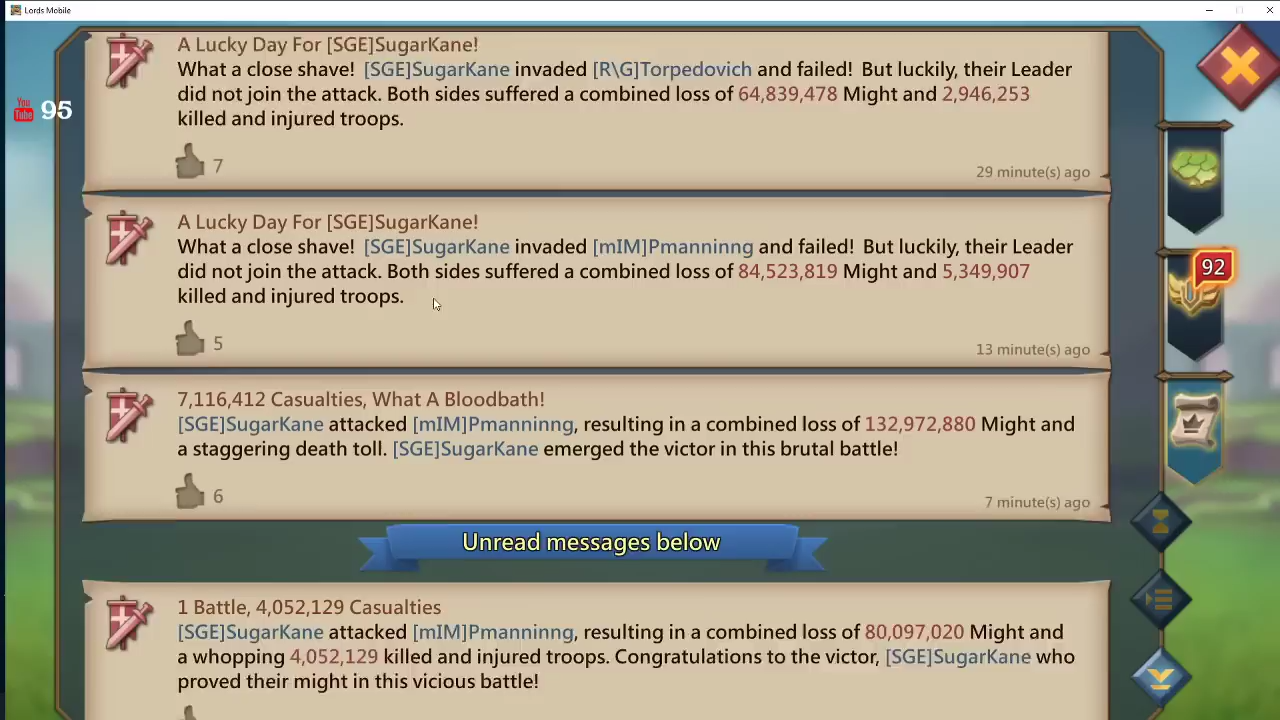 Lords Mobile
A Lucky Day For [SGE]SugarKane!
What a close shave! [SGE]SugarKane invaded [R\G]Torpedovich and failed! But luckily, their Leader
did not join the attack. Both sides suffered a combined loss of 64,839,478 Might and 2,946,253
killed and injured troops.
7
29 minute(s) ago
You
Tube 95
A Lucky Day For [SGE]SugarKane!
What a close shave! [SGE]SugarKane invaded [mIM]Pmanninng and failed! But luckily, their Leader
did not join the attack. Both sides suffered a combined loss of 84,523,819 Might and 5,349,907
killed and injured troops.
5
13 minute(s) ago
92
7,116,412 Casualties, What A Bloodbath!
[SGE]SugarKane attacked [mIM]Pmanninng, resulting in a combined loss of 132,972,880 Might and
a staggering death toll. [SGE]SugarKane emerged the victor in this brutal battle!
6
7 minute(s) ago
Unread messages below
1 Battle, 4,052,129 Casualties
[SGE]SugarKane attacked [mIM]Pmanninng, resulting in a combined loss of 80,097,020 Might and
a whopping 4,052,129 killed and injured troops. Congratulations to the victor, [SGE]SugarKane who
proved their might in this vicious battle!